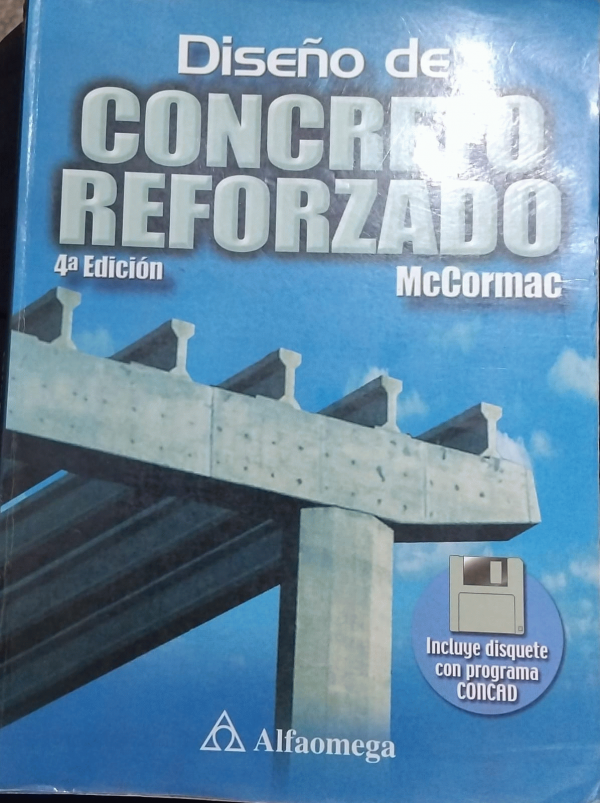 Diseño de
CONCRETO
REFORZADO
4ª Edición
McCormac
Incluye disquete
con programa
CONCAD
Alfaomega